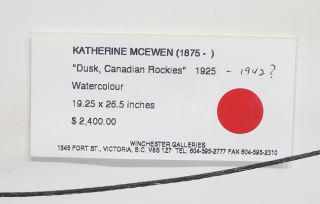 KATHERINE MCEWEN (1875 - )
"Dusk, Canadian Rockies" 1925 - 1942?
Watercolour
19.25 x 26.5 inches
$ 2,400.00
WINCHESTER GALLERIES
1545 FORT ST., VICTORIA, B.C. V8S 1Z7 TEL 604-595-2777 FAX 604-595-2310